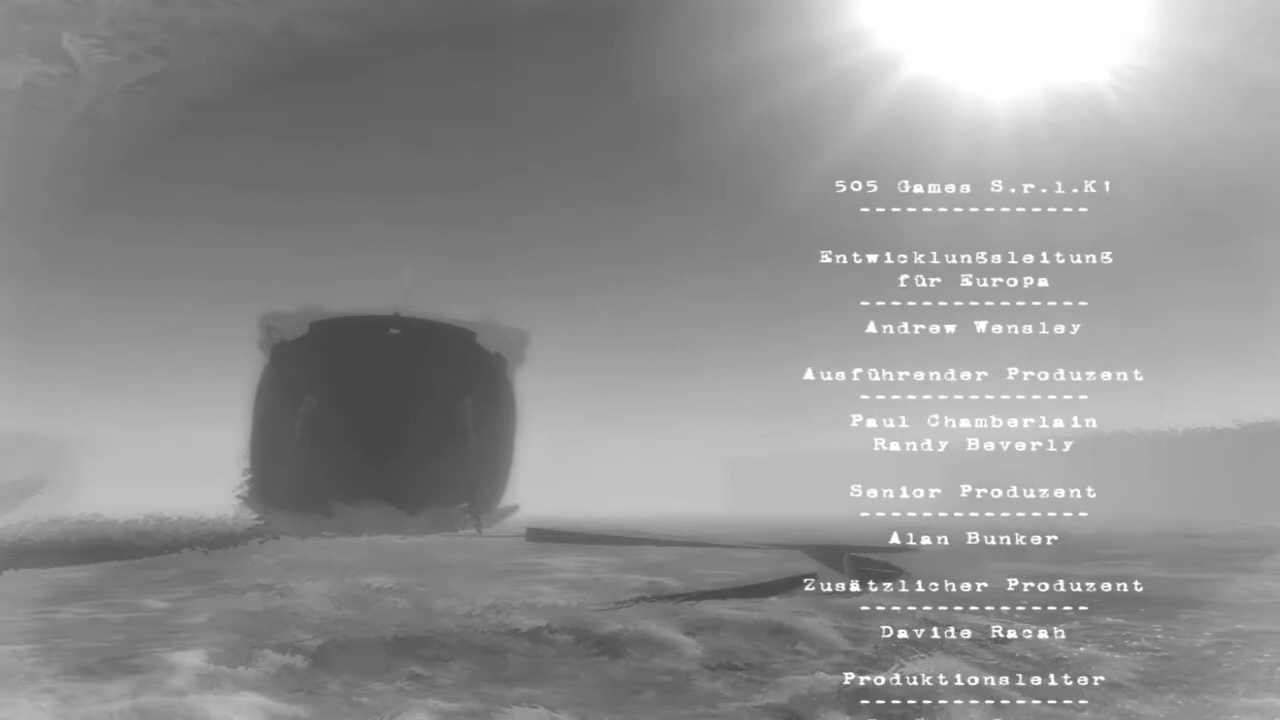 505 Games S.r.l.K!
---------------
Entwicklungsleitung
für Europa
---------------
Andrew Wensley
Ausführender Produzent
---------------
Paul Chamberlain
Randy Beverly
Senior Produzent
---------------
Alan Bunker
Zusätzlicher Produzent
---------------
Davide Racah
Produktionsleiter
---------------